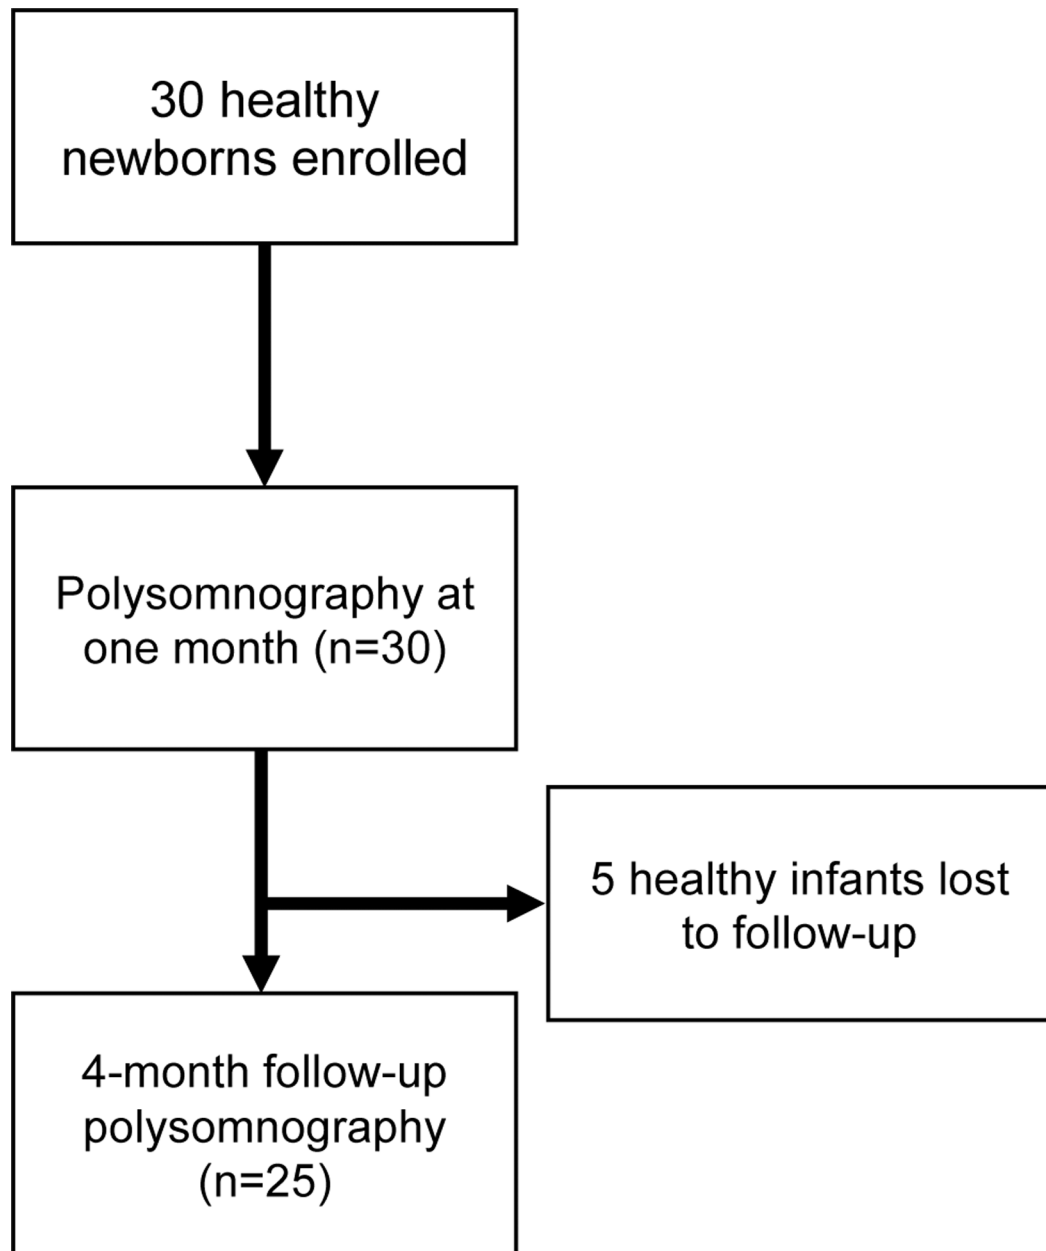 30 healthy
newborns enrolled
Polysomnography at
one month (n=30)
5 healthy infants lost
to follow-up
4-month follow-up
polysomnography
(n=25)